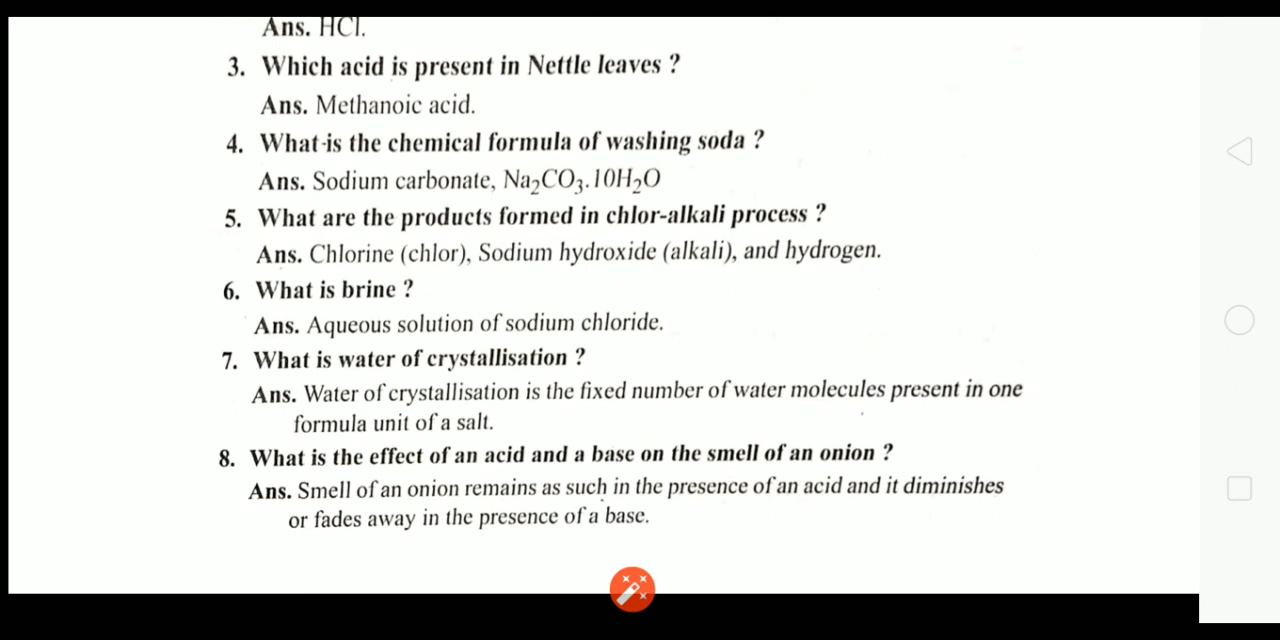 Ans. HCl.
3. Which acid is present in Nettle leaves ?
Ans. Methanoic acid.
4. What is the chemical formula of washing soda ?
Ans. Sodium carbonate, Na₂CO₃.10H₂O
5. What are the products formed in chlor-alkali process ?
Ans. Chlorine (chlor), Sodium hydroxide (alkali), and hydrogen.
6. What is brine ?
Ans. Aqueous solution of sodium chloride.
7. What is water of crystallisation ?
Ans. Water of crystallisation is the fixed number of water molecules present in one
formula unit of a salt.
8. What is the effect of an acid and a base on the smell of an onion ?
Ans. Smell of an onion remains as such in the presence of an acid and it diminishes
or fades away in the presence of a base.